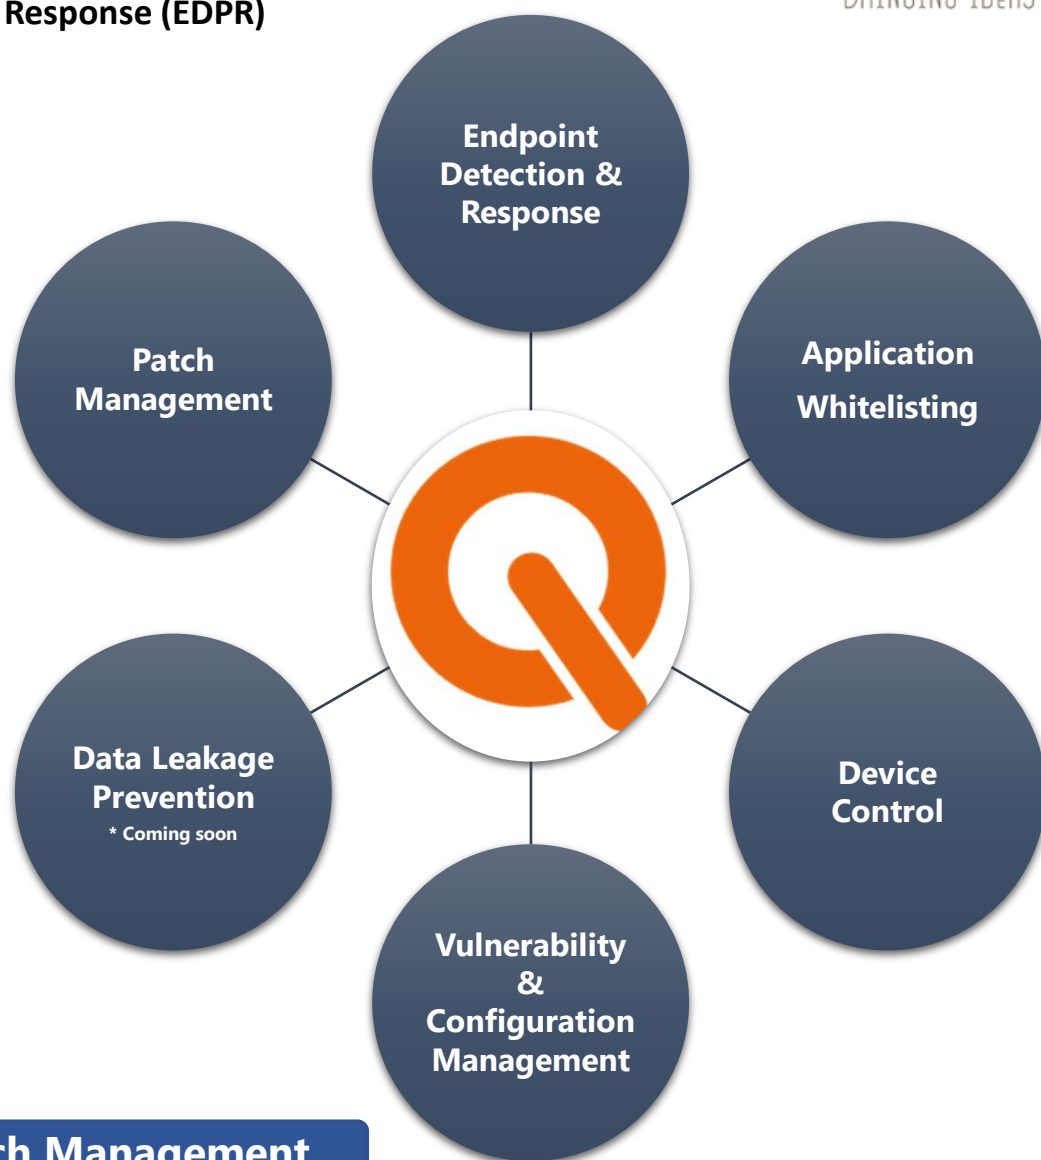 Response (EDPR)
Endpoint
Detection &
Response
Patch
Management
Application
Whitelisting
Data Leakage
Prevention
* Coming soon
Device
Control
Vulnerability
&
Configuration
Management
Management